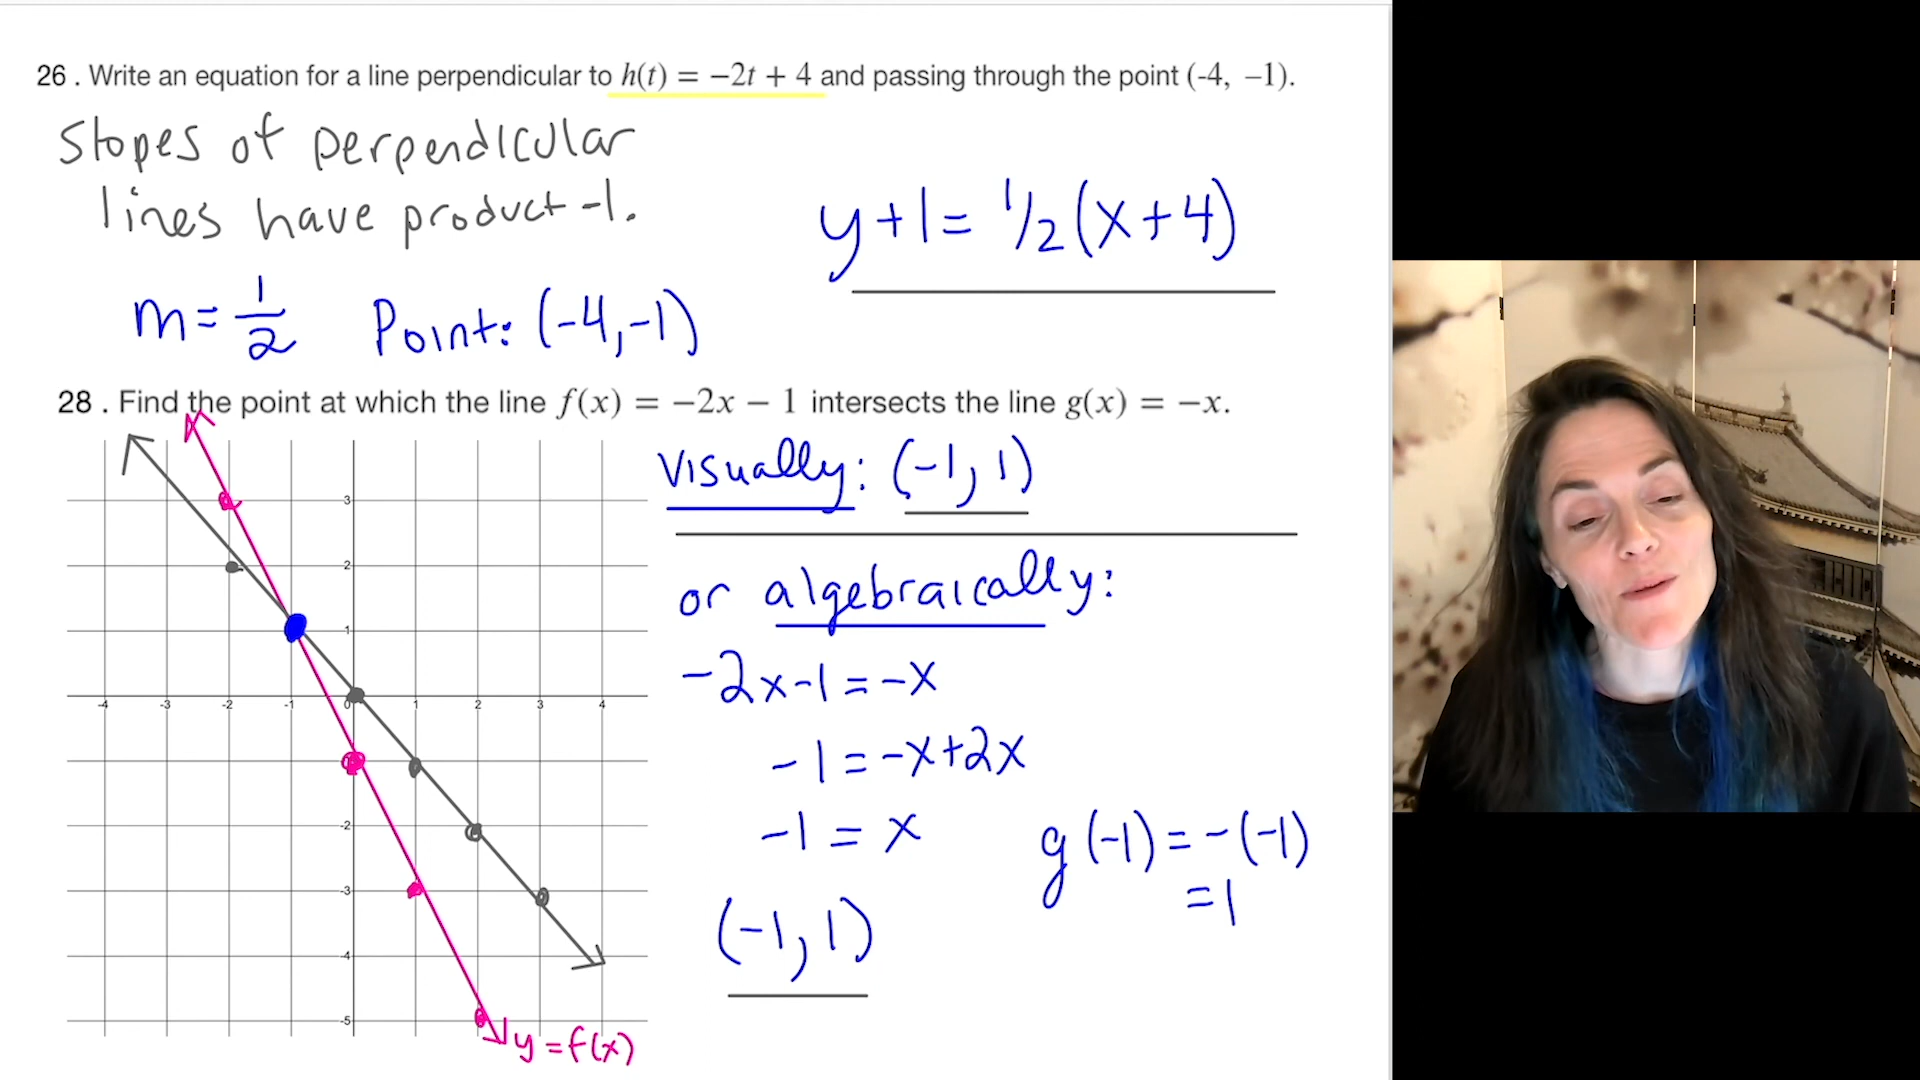 26 . Write an equation for a line perpendicular to h(t) = −2t + 4 and passing through the point (-4, −1).
Slopes of perpendicular
lines have product -1.
y+1= 1/2(x+4)
m= 1/2 Point: (-4,-1)
28 . Find the point at which the line f(x) = −2x − 1 intersects the line g(x) = −x.
visually: (-1, 1)
or algebraically:
-2x-1=-x
-1=-x+2x
-1 = x
g(-1)=-(-1)
=1
(-1, 1)
3
2
1
-4 -3 -2 -1 0 1 2 3 4
-2
-3
-4
-5
y=f(x)